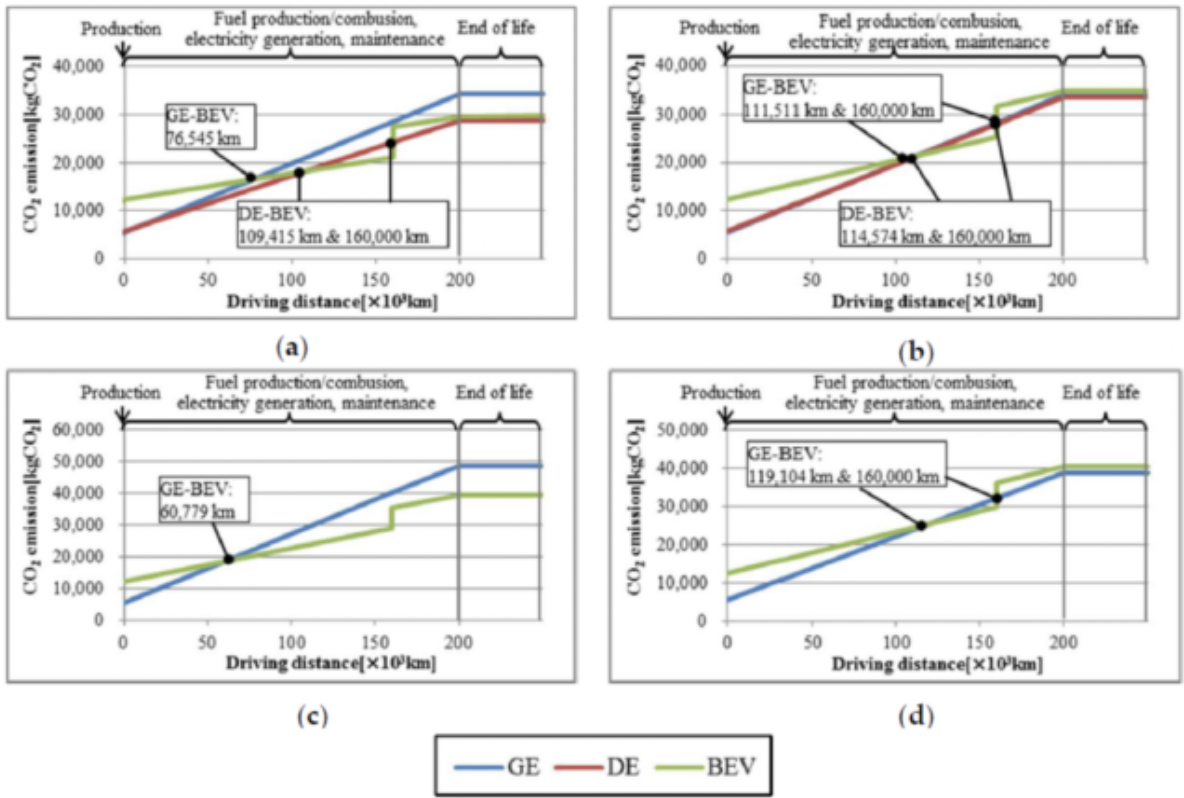 Production
Fuel production/combusion,
electricity generation, maintenance
End of life
CO₂ emission[kgCO₂]
40,000
30,000
20,000
10,000
0
GE-BEV:
76,545 km
DE-BEV:
109,415 km & 160,000 km
0 50 100 150 200
Driving distance[×10³km]
(a)
Production
Fuel production/combusion,
electricity generation, maintenance
End of life
CO₂ emission[kgCO₂]
40,000
30,000
20,000
10,000
0
GE-BEV:
111,511 km & 160,000 km
DE-BEV:
114,574 km & 160,000 km
0 50 100 150 200
Driving distance[×10³km]
(b)
Production
Fuel production/combusion,
electricity generation, maintenance
End of life
CO₂ emission[kgCO₂]
60,000
50,000
40,000
30,000
20,000
10,000
0
GE-BEV:
60,779 km
0 50 100 150 200
Driving distance[×10³km]
(c)
Production
Fuel production/combusion,
electricity generation, maintenance
End of life
CO₂ emission[kgCO₂]
50,000
40,000
30,000
20,000
10,000
0
GE-BEV:
119,104 km & 160,000 km
0 50 100 150 200
Driving distance[×10³km]
(d)
GE DE BEV